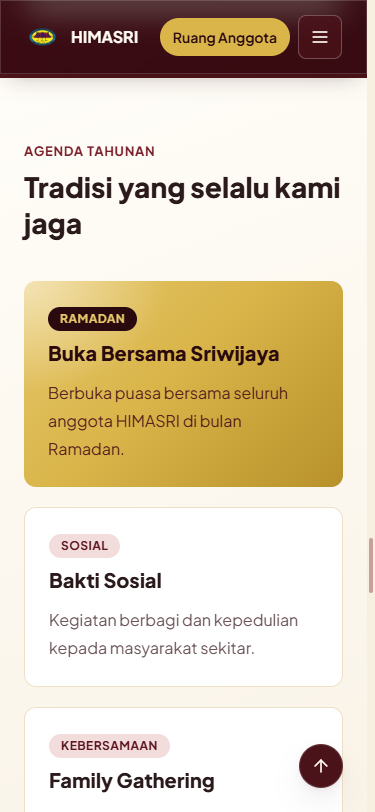 HIMASRI
Ruang Anggota
AGENDA TAHUNAN
Tradisi yang selalu kami
jaga
RAMADAN
Buka Bersama Sriwijaya
Berbuka puasa bersama seluruh
anggota HIMASRI di bulan
Ramadan.
SOSIAL
Bakti Sosial
Kegiatan berbagi dan kepedulian
kepada masyarakat sekitar.
KEBERSAMAAN
Family Gathering